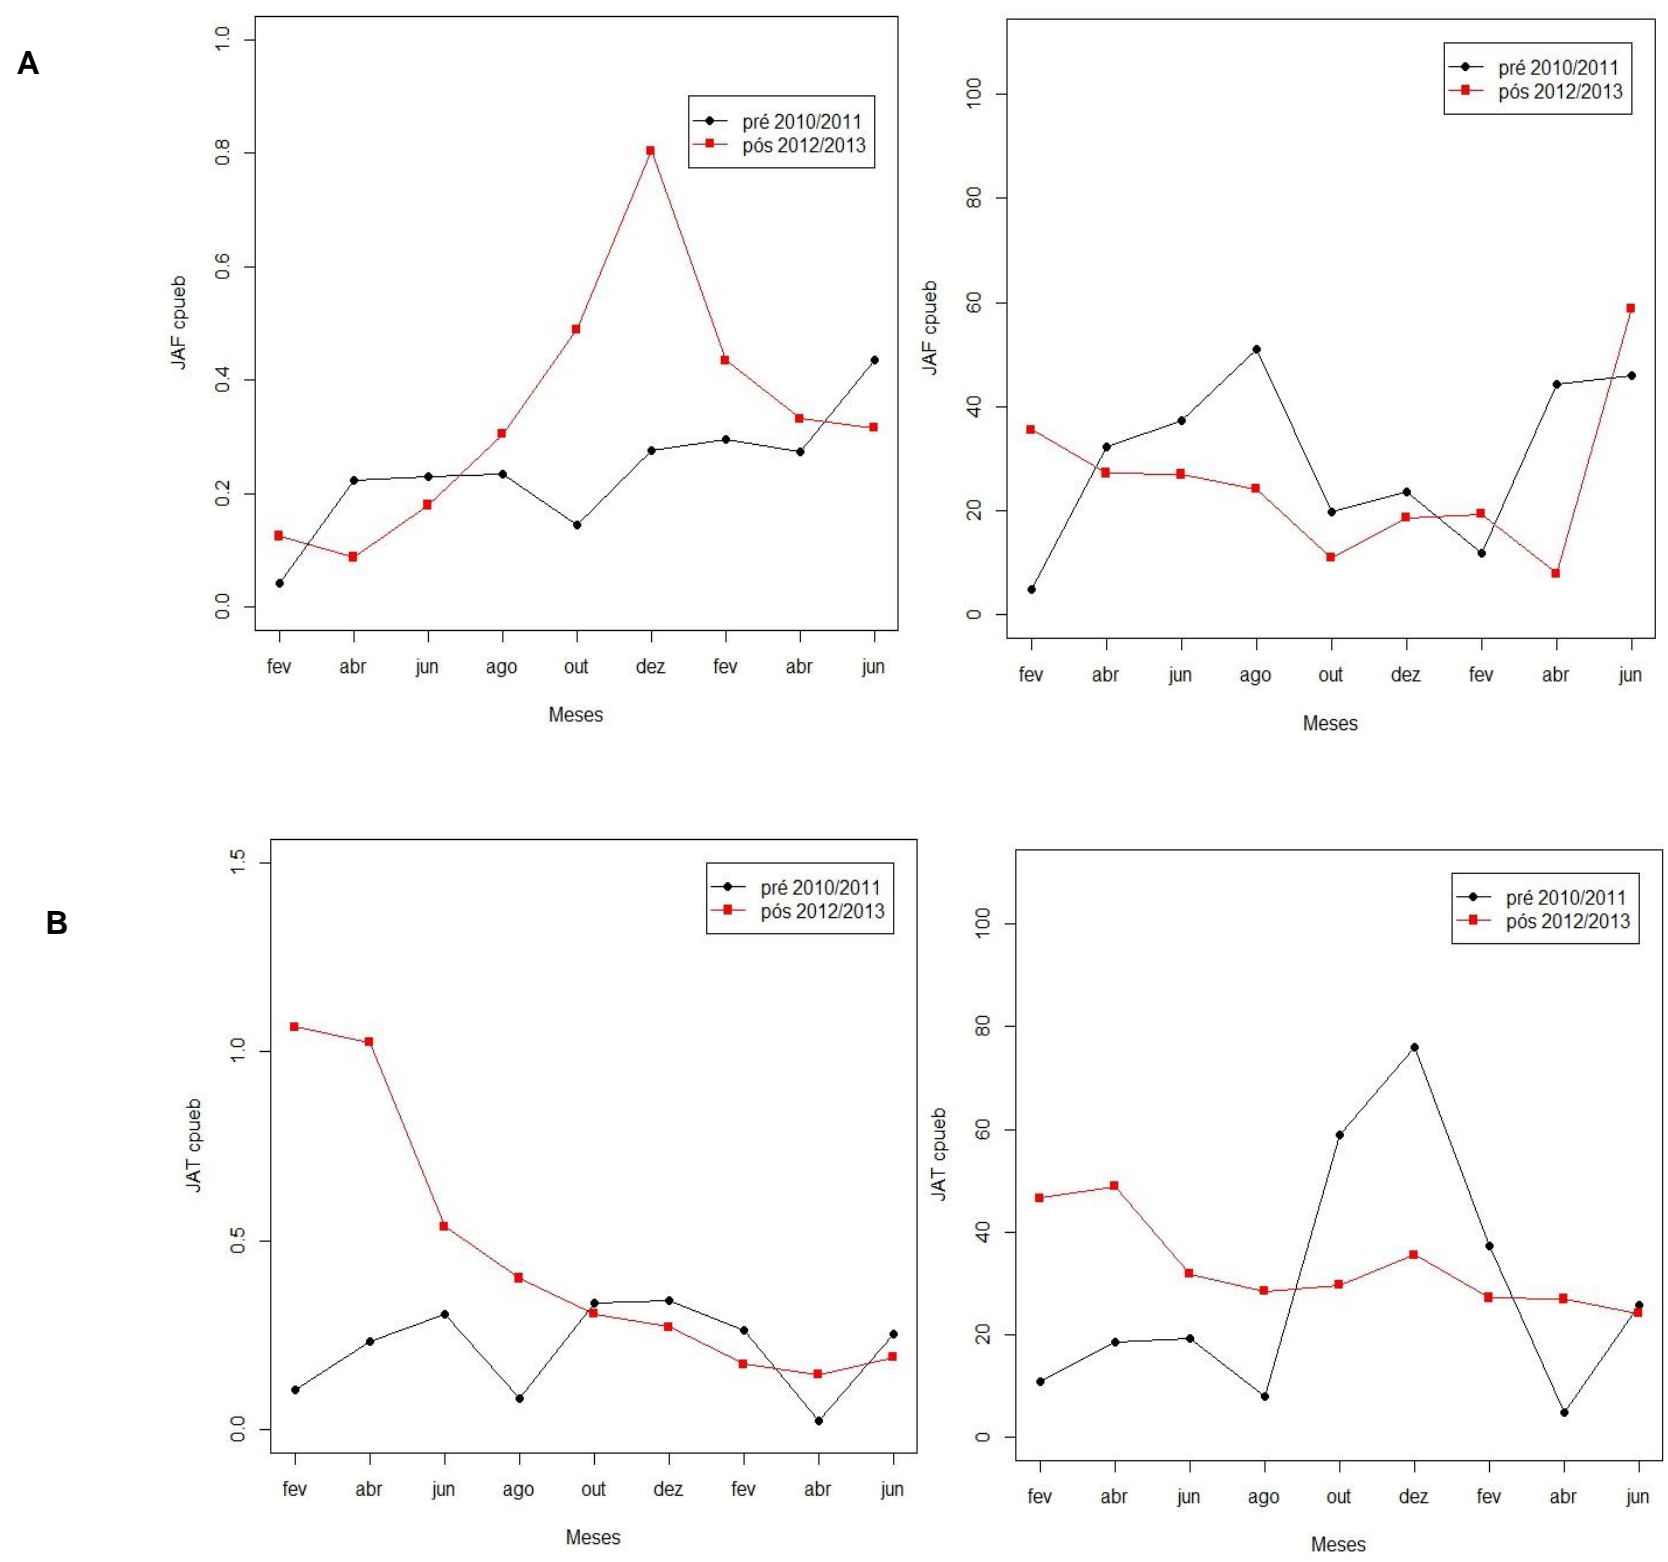 A
JAF cpueb
1.0
0.8
0.6
0.4
0.2
0.0
pré 2010/2011
pós 2012/2013
fev abr jun ago out dez fev abr jun
Meses
JAF cpueb
100
80
60
40
20
0
pré 2010/2011
pós 2012/2013
fev abr jun ago out dez fev abr jun
Meses
B
JAT cpueb
1.5
1.0
0.5
0.0
pré 2010/2011
pós 2012/2013
fev abr jun ago out dez fev abr jun
Meses
JAT cpueb
100
80
60
40
20
0
pré 2010/2011
pós 2012/2013
fev abr jun ago out dez fev abr jun
Meses